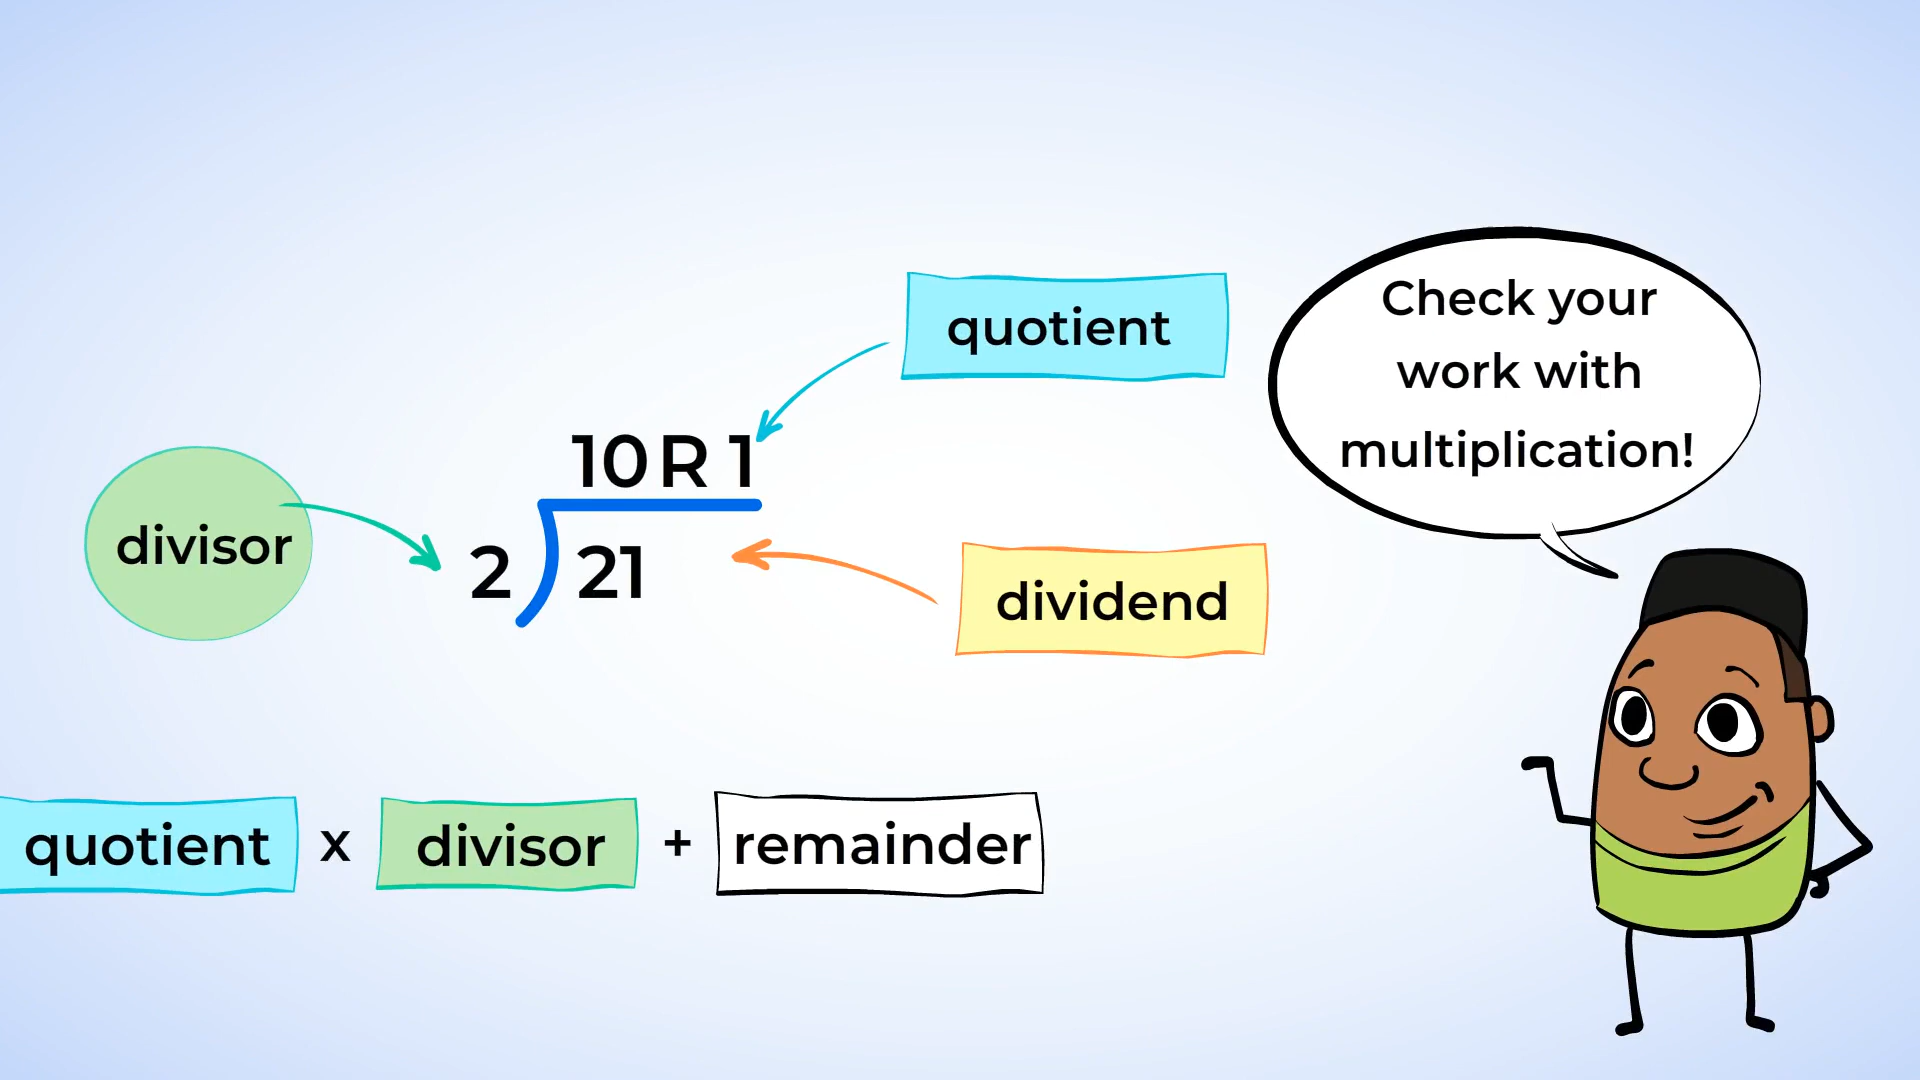 quotient
Check your
work with
multiplication!
10 R 1
divisor
2 21
dividend
quotient x divisor + remainder